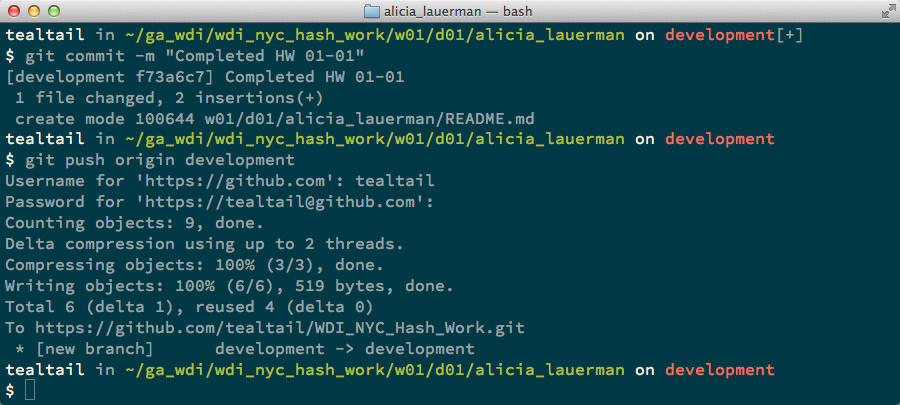 alicia_lauerman — bash
tealtail in ~/ga_wdi/wdi_nyc_hash_work/w01/d01/alicia_lauerman on development[+]
$ git commit -m "Completed HW 01-01"
[development f73a6c7] Completed HW 01-01
 1 file changed, 2 insertions(+)
 create mode 100644 w01/d01/alicia_lauerman/README.md
tealtail in ~/ga_wdi/wdi_nyc_hash_work/w01/d01/alicia_lauerman on development
$ git push origin development
Username for 'https://github.com': tealtail
Password for 'https://tealtail@github.com':
Counting objects: 9, done.
Delta compression using up to 2 threads.
Compressing objects: 100% (3/3), done.
Writing objects: 100% (6/6), 519 bytes, done.
Total 6 (delta 1), reused 4 (delta 0)
To https://github.com/tealtail/WDI_NYC_Hash_Work.git
 * [new branch]      development -> development
tealtail in ~/ga_wdi/wdi_nyc_hash_work/w01/d01/alicia_lauerman on development
$